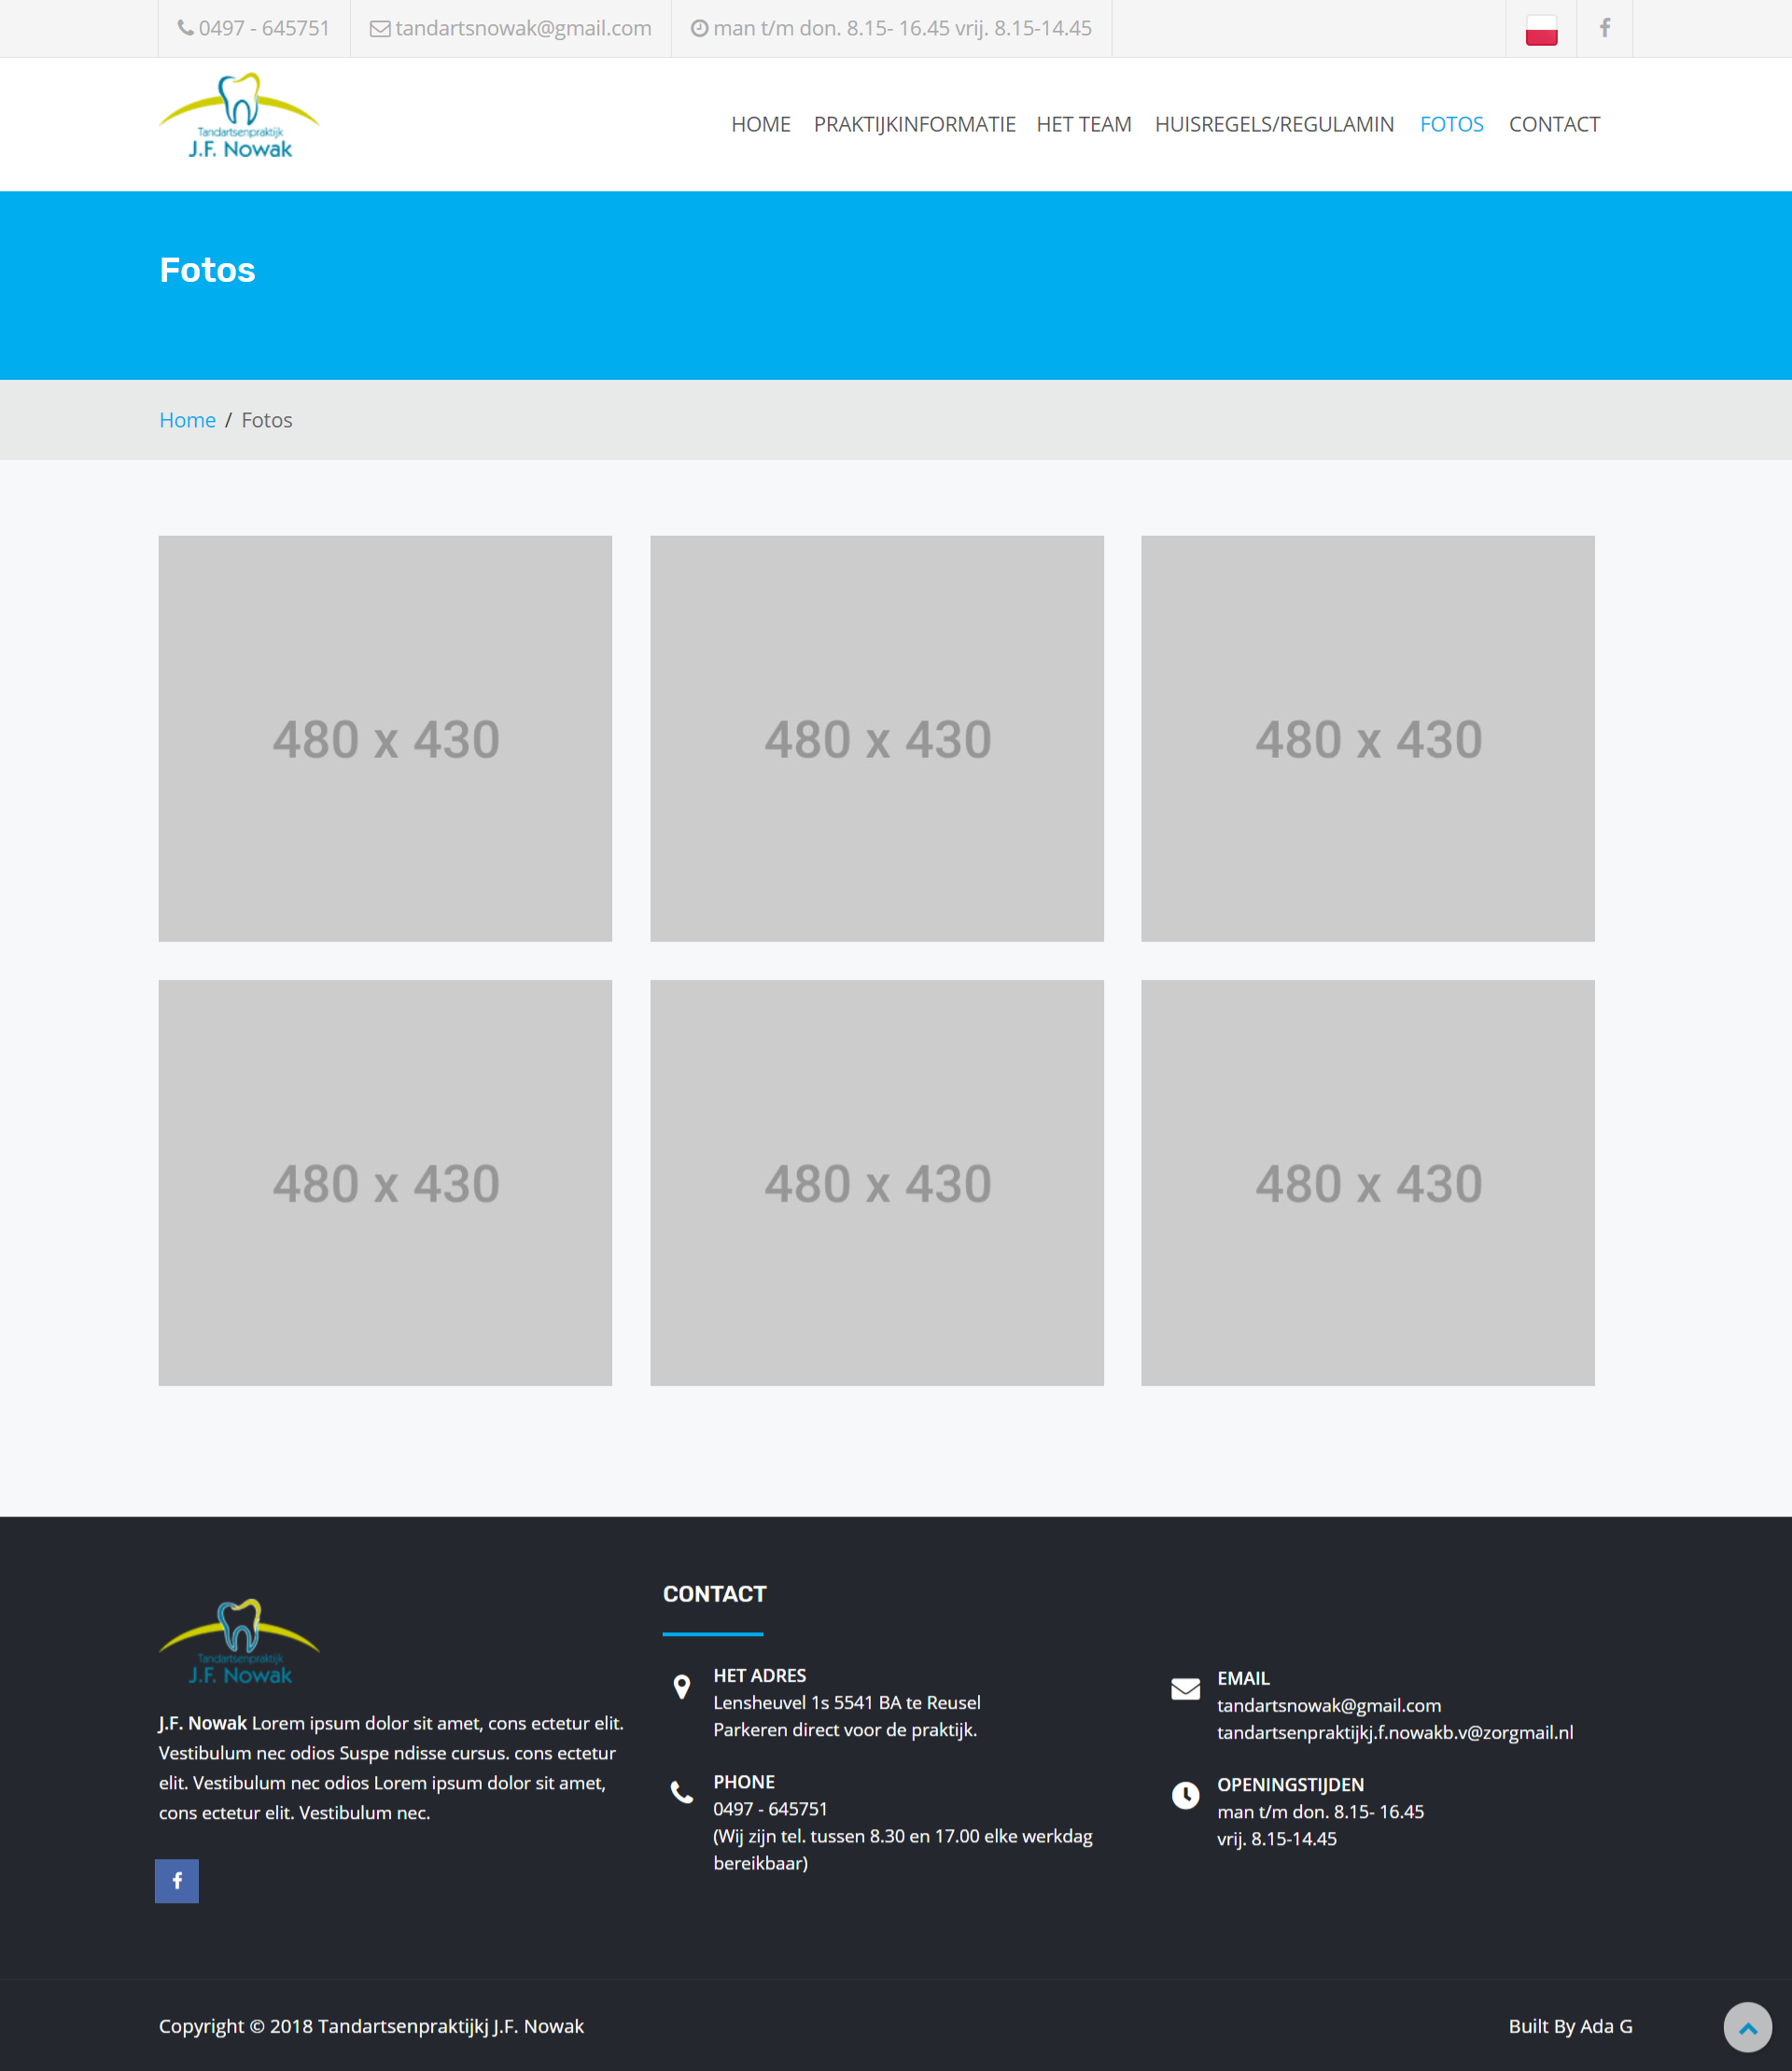 0497 - 645751 tandartsnowak@gmail.com man t/m don. 8.15- 16.45 vrij. 8.15-14.45
Tandartsenpraktijk
J.F. Nowak
HOME PRAKTIJKINFORMATIE HET TEAM HUISREGELS/REGULAMIN FOTOS CONTACT
Fotos
Home / Fotos
480 x 430 480 x 430 480 x 430
480 x 430 480 x 430 480 x 430
Tandartsenpraktijk
J.F. Nowak
J.F. Nowak Lorem ipsum dolor sit amet, cons ectetur elit.
Vestibulum nec odios Suspe ndisse cursus. cons ectetur
elit. Vestibulum nec odios Lorem ipsum dolor sit amet,
cons ectetur elit. Vestibulum nec.
CONTACT
HET ADRES
Lensheuvel 1s 5541 BA te Reusel
Parkeren direct voor de praktijk.
PHONE
0497 - 645751
(Wij zijn tel. tussen 8.30 en 17.00 elke werkdag
bereikbaar)
EMAIL
tandartsnowak@gmail.com
tandartsenpraktijkj.f.nowakb.v@zorgmail.nl
OPENINGSTIJDEN
man t/m don. 8.15- 16.45
vrij. 8.15-14.45
Copyright © 2018 Tandartsenpraktijkj J.F. Nowak
Built By Ada G